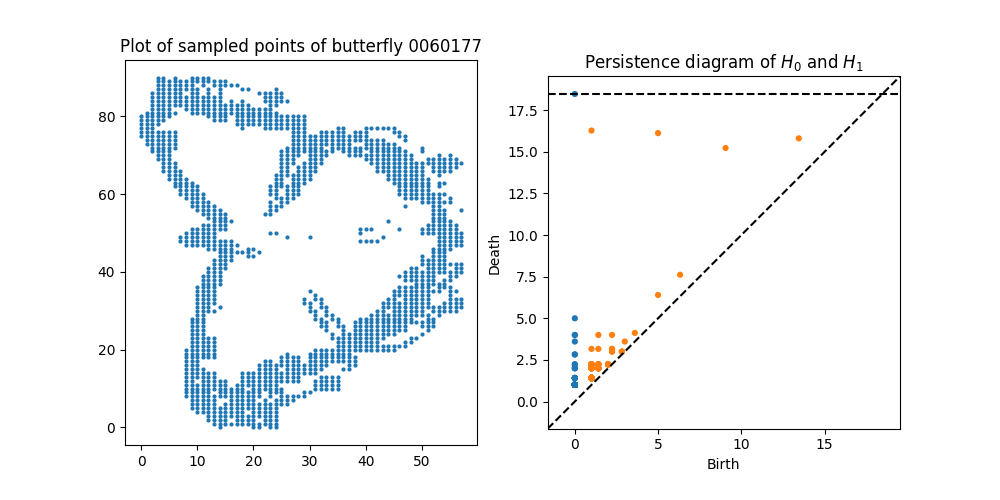 Plot of sampled points of butterfly 0060177
80
60
40
20
0
0 10 20 30 40 50
Persistence diagram of $H_0$ and $H_1$
Death
17.5
15.0
12.5
10.0
7.5
5.0
2.5
0.0
0 5 10 15
Birth